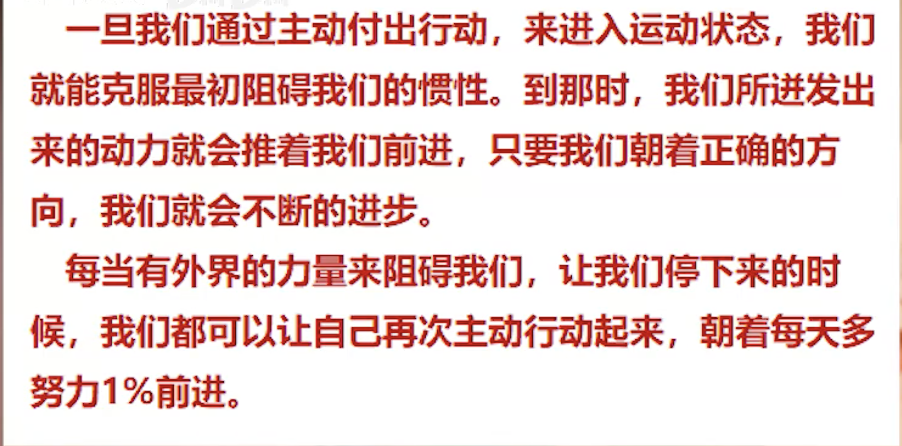 一旦我们通过主动付出行动，来进入运动状态，我们
就能克服最初阻碍我们的惯性。到那时，我们所迸发出
来的动力就会推着我们前进，只要我们朝着正确的方
向，我们就会不断的进步。
每当有外界的力量来阻碍我们，让我们停下来的时
候，我们都可以让自己再次主动行动起来，朝着每天多
努力1%前进。